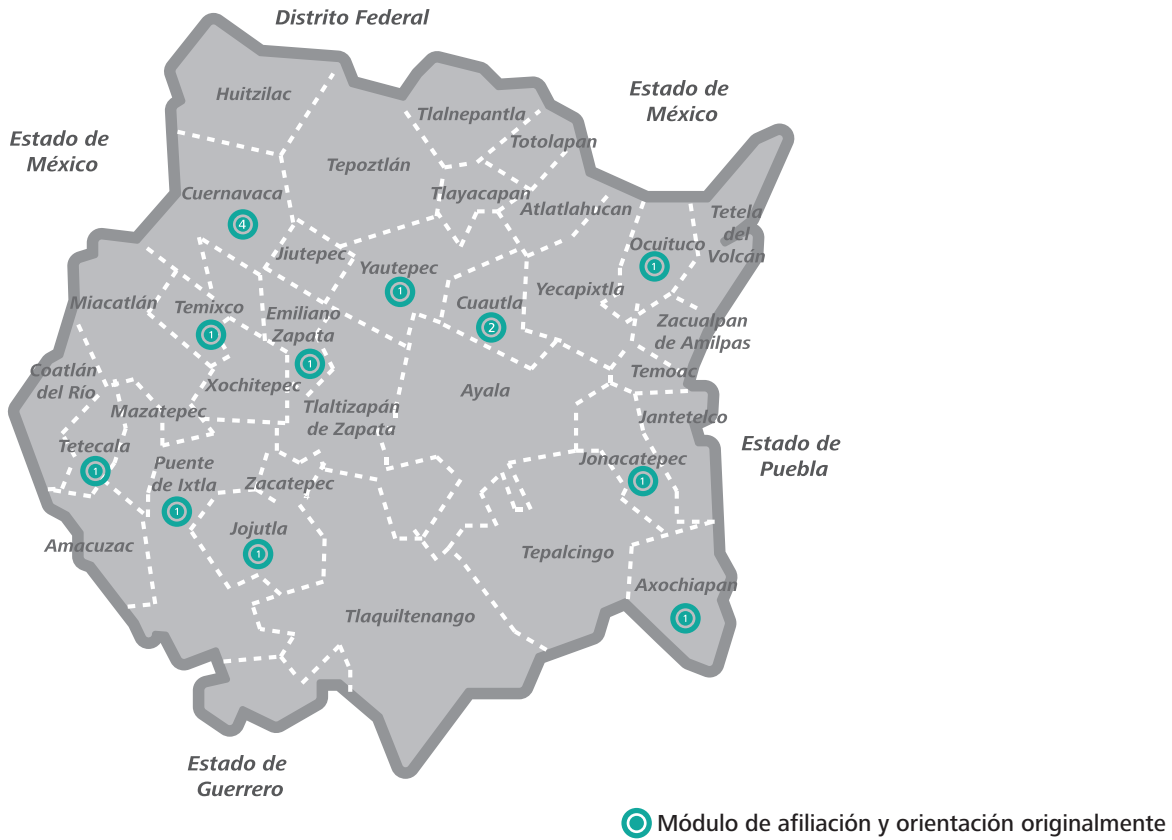 Distrito Federal
Estado de
México
Huitzilac
Tlalnepantla
Estado de
México
Totolapan
Tepoztlán
Cuernavaca
4
Tlayacapan
Atlatlahucan
Tetela
del
Volcán
Jiutepec
Yautepec
1
Ocuituco
1
Miacatlán
Temixco
1
Emiliano
Zapata
1
Cuautla
2
Yecapixtla
Zacualpan
de Amilpas
Coatlán
del Río
Xochitepec
Ayala
Temoac
Mazatepec
Tlaltizapán
de Zapata
Jantetelco
Tetecala
1
Puente
de Ixtla
1
Zacatepec
Jonacatepec
1
Estado de
Puebla
Amacuzac
Jojutla
1
Tepalcingo
Axochiapan
1
Tlaquiltenango
Estado de
Guerrero
Módulo de afiliación y orientación originalmente